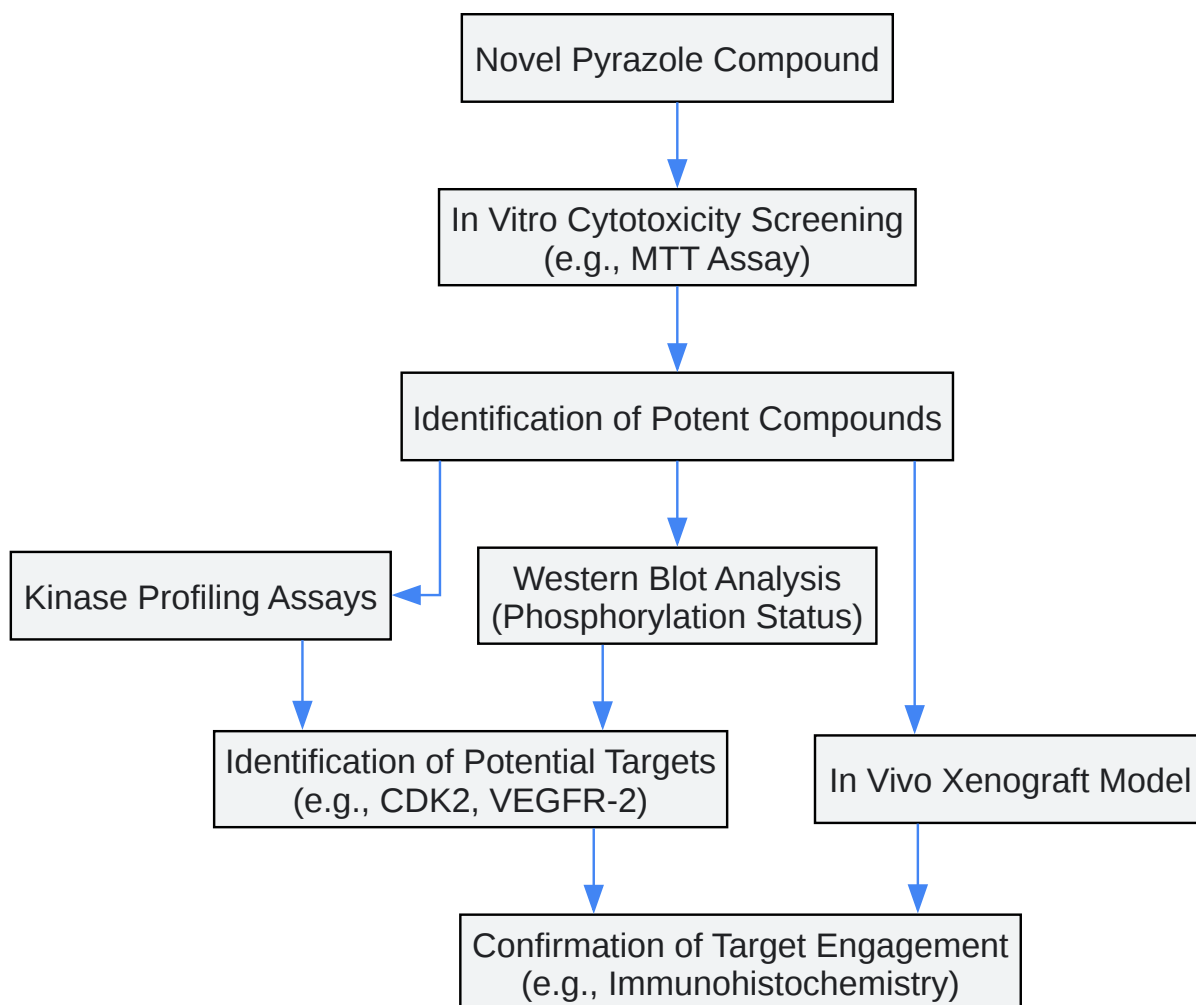 Novel Pyrazole Compound
In Vitro Cytotoxicity Screening
(e.g., MTT Assay)
Identification of Potent Compounds
Kinase Profiling Assays
Western Blot Analysis
(Phosphorylation Status)
Identification of Potential Targets
(e.g., CDK2, VEGFR-2)
In Vivo Xenograft Model
Confirmation of Target Engagement
(e.g., Immunohistochemistry)